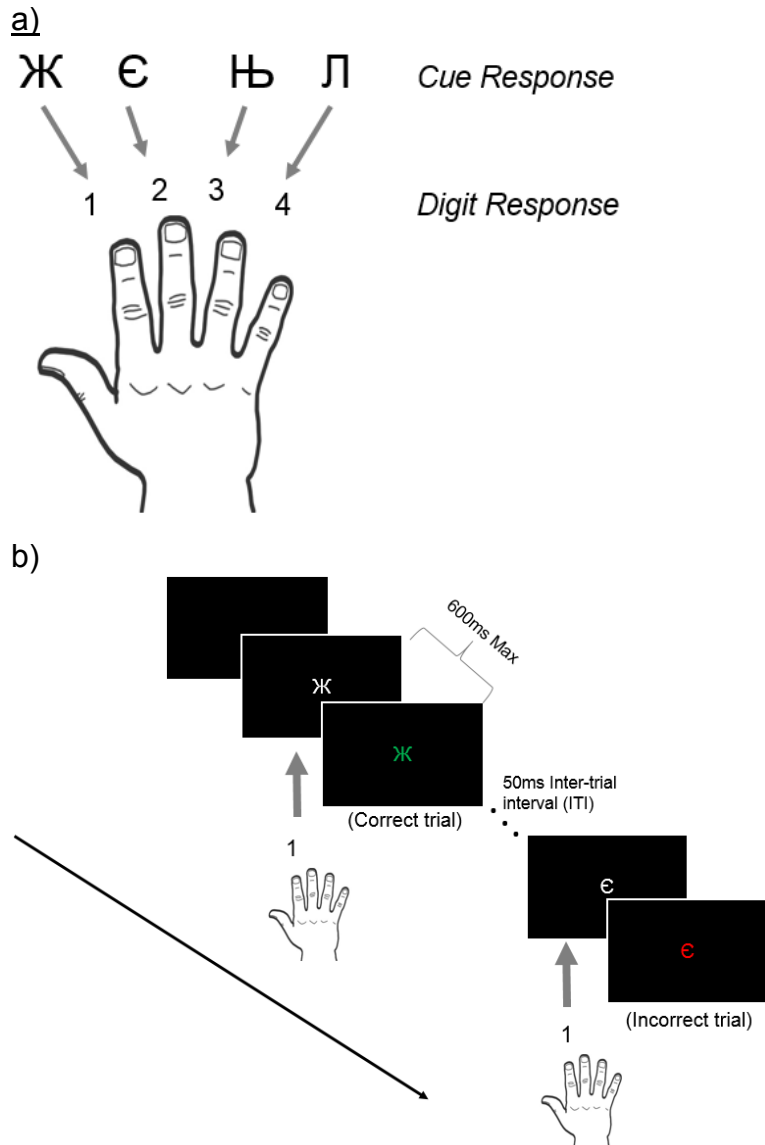 a)
Ж Є Њ Л Cue Response
1 2 3 4 Digit Response
b)
600ms Max
Ж
Ж
50ms Inter-trial
interval (ITI)
(Correct trial)
1
Є
Є
(Incorrect trial)
1